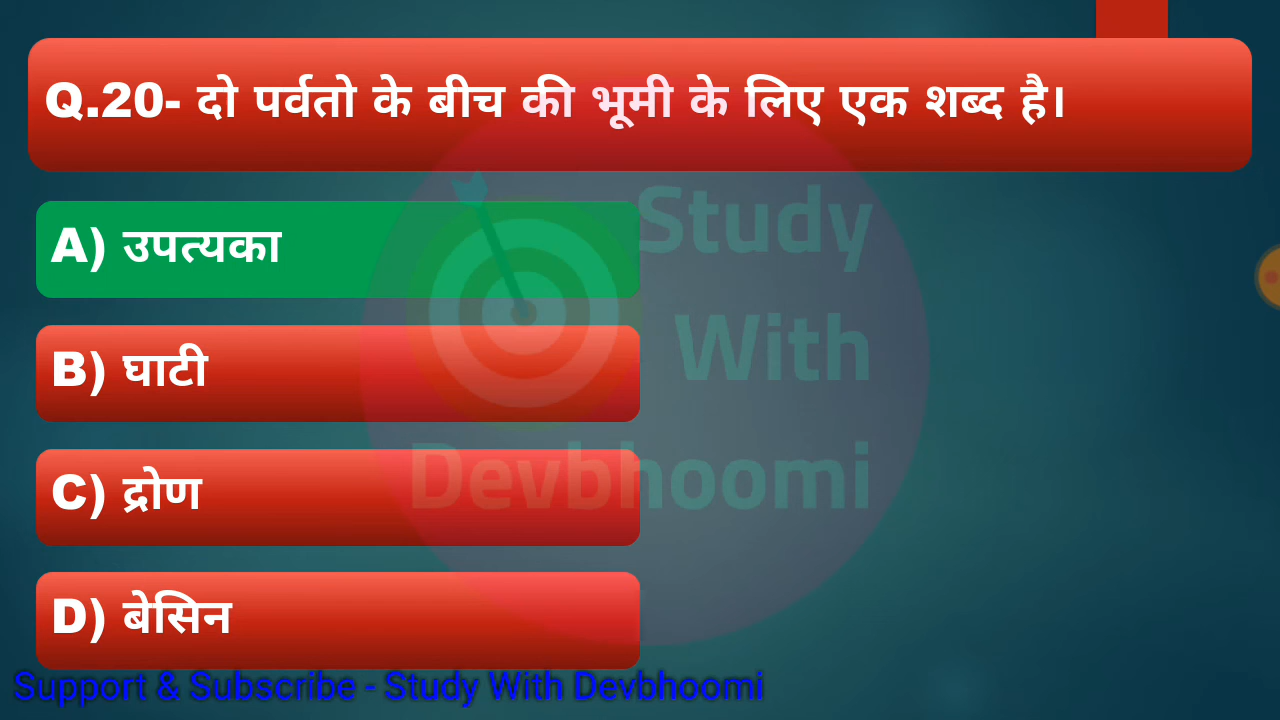 Q.20- दो पर्वतो के बीच की भूमी के लिए एक शब्द है।
A) उपत्यका
B) घाटी
C) द्रोण
D) बेसिन
Study
With
Devbhoomi
Support & Subscribe - Study With Devbhoomi